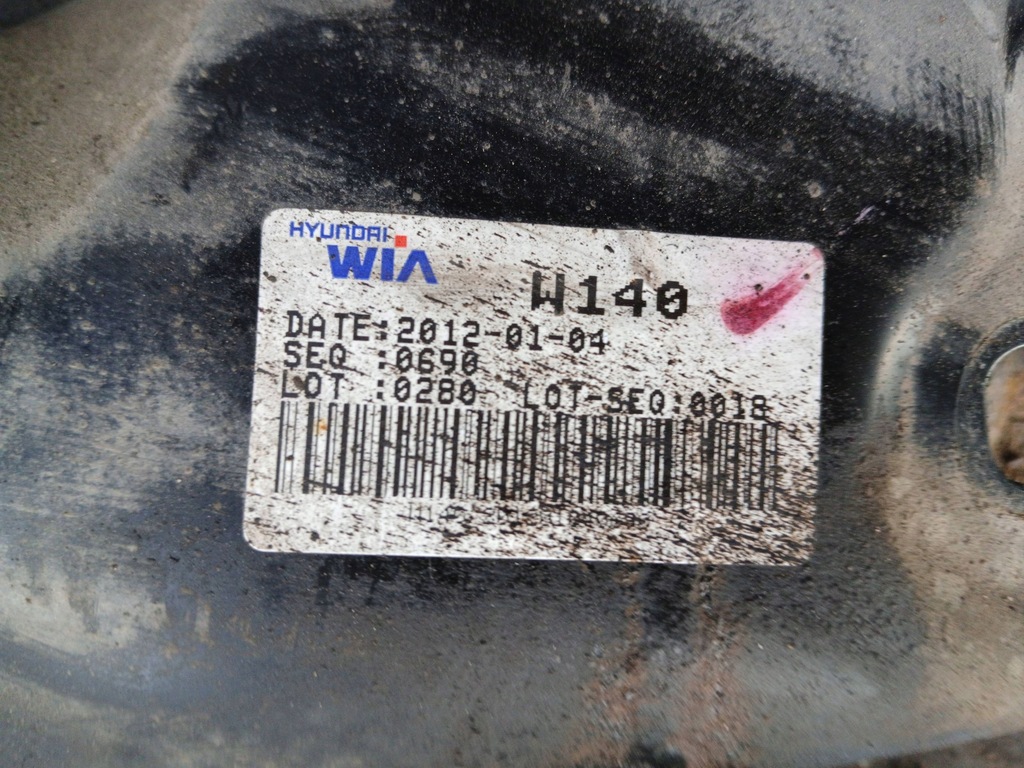 HYUNDAI
WIA
W140
DATE:2012-01-04
SEQ :0690
LOT :0280 LOT-SEQ:0018